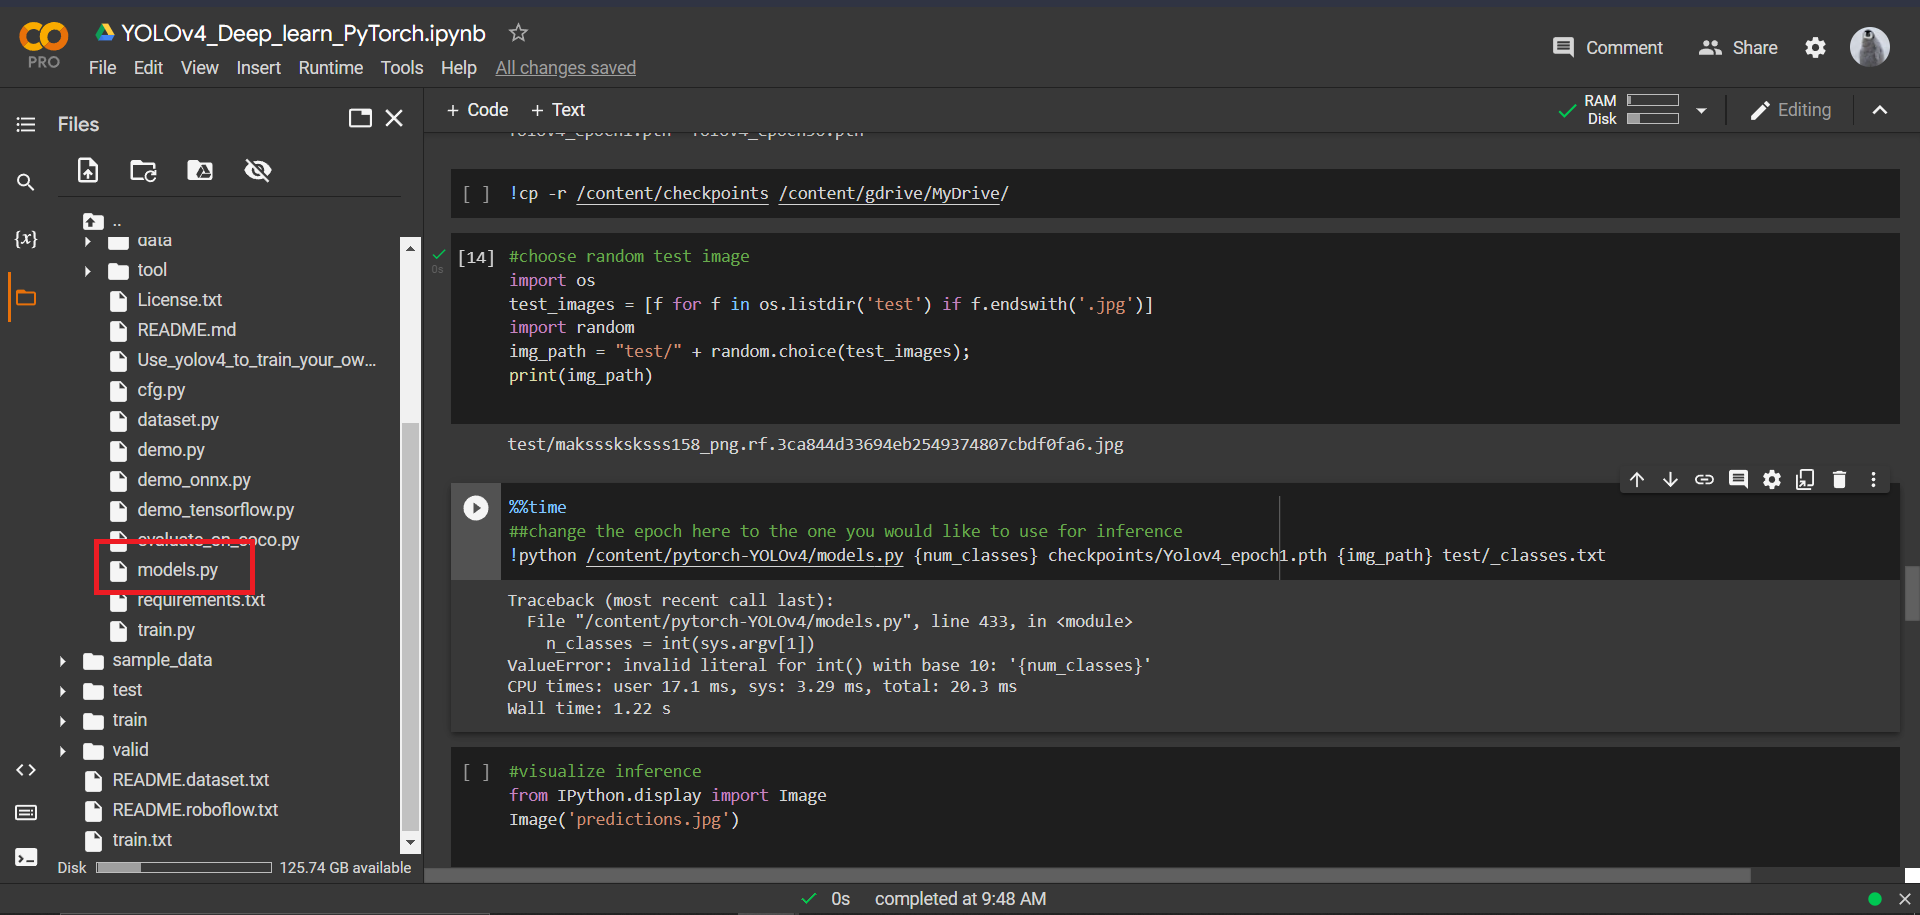 CO
PRO
YOLOv4_Deep_learn_PyTorch.ipynb
File Edit View Insert Runtime Tools Help All changes saved
Comment
Share
Files
{x}
..
data
tool
License.txt
README.md
Use_yolov4_to_train_your_ow...
cfg.py
dataset.py
demo.py
demo_onnx.py
demo_tensorflow.py
evaluate_on_coco.py
models.py
requirements.txt
train.py
sample_data
test
train
valid
README.dataset.txt
README.roboflow.txt
train.txt
Disk 125.74 GB available
+ Code + Text
RAM
Disk
Editing
Yolov4_epoch1.pth Yolov4_epoch50.pth
[ ] !cp -r /content/checkpoints /content/gdrive/MyDrive/
0s
[14] #choose random test image
import os
test_images = [f for f in os.listdir('test') if f.endswith('.jpg')]
import random
img_path = "test/" + random.choice(test_images);
print(img_path)
test/maksssksksss158_png.rf.3ca844d33694eb2549374807cbdf0fa6.jpg
%%time
##change the epoch here to the one you would like to use for inference
!python /content/pytorch-YOLOv4/models.py {num_classes} checkpoints/Yolov4_epoch1.pth {img_path} test/_classes.txt
Traceback (most recent call last):
File "/content/pytorch-YOLOv4/models.py", line 433, in <module>
n_classes = int(sys.argv[1])
ValueError: invalid literal for int() with base 10: '{num_classes}'
CPU times: user 17.1 ms, sys: 3.29 ms, total: 20.3 ms
Wall time: 1.22 s
[ ] #visualize inference
from IPython.display import Image
Image('predictions.jpg')
0s completed at 9:48 AM